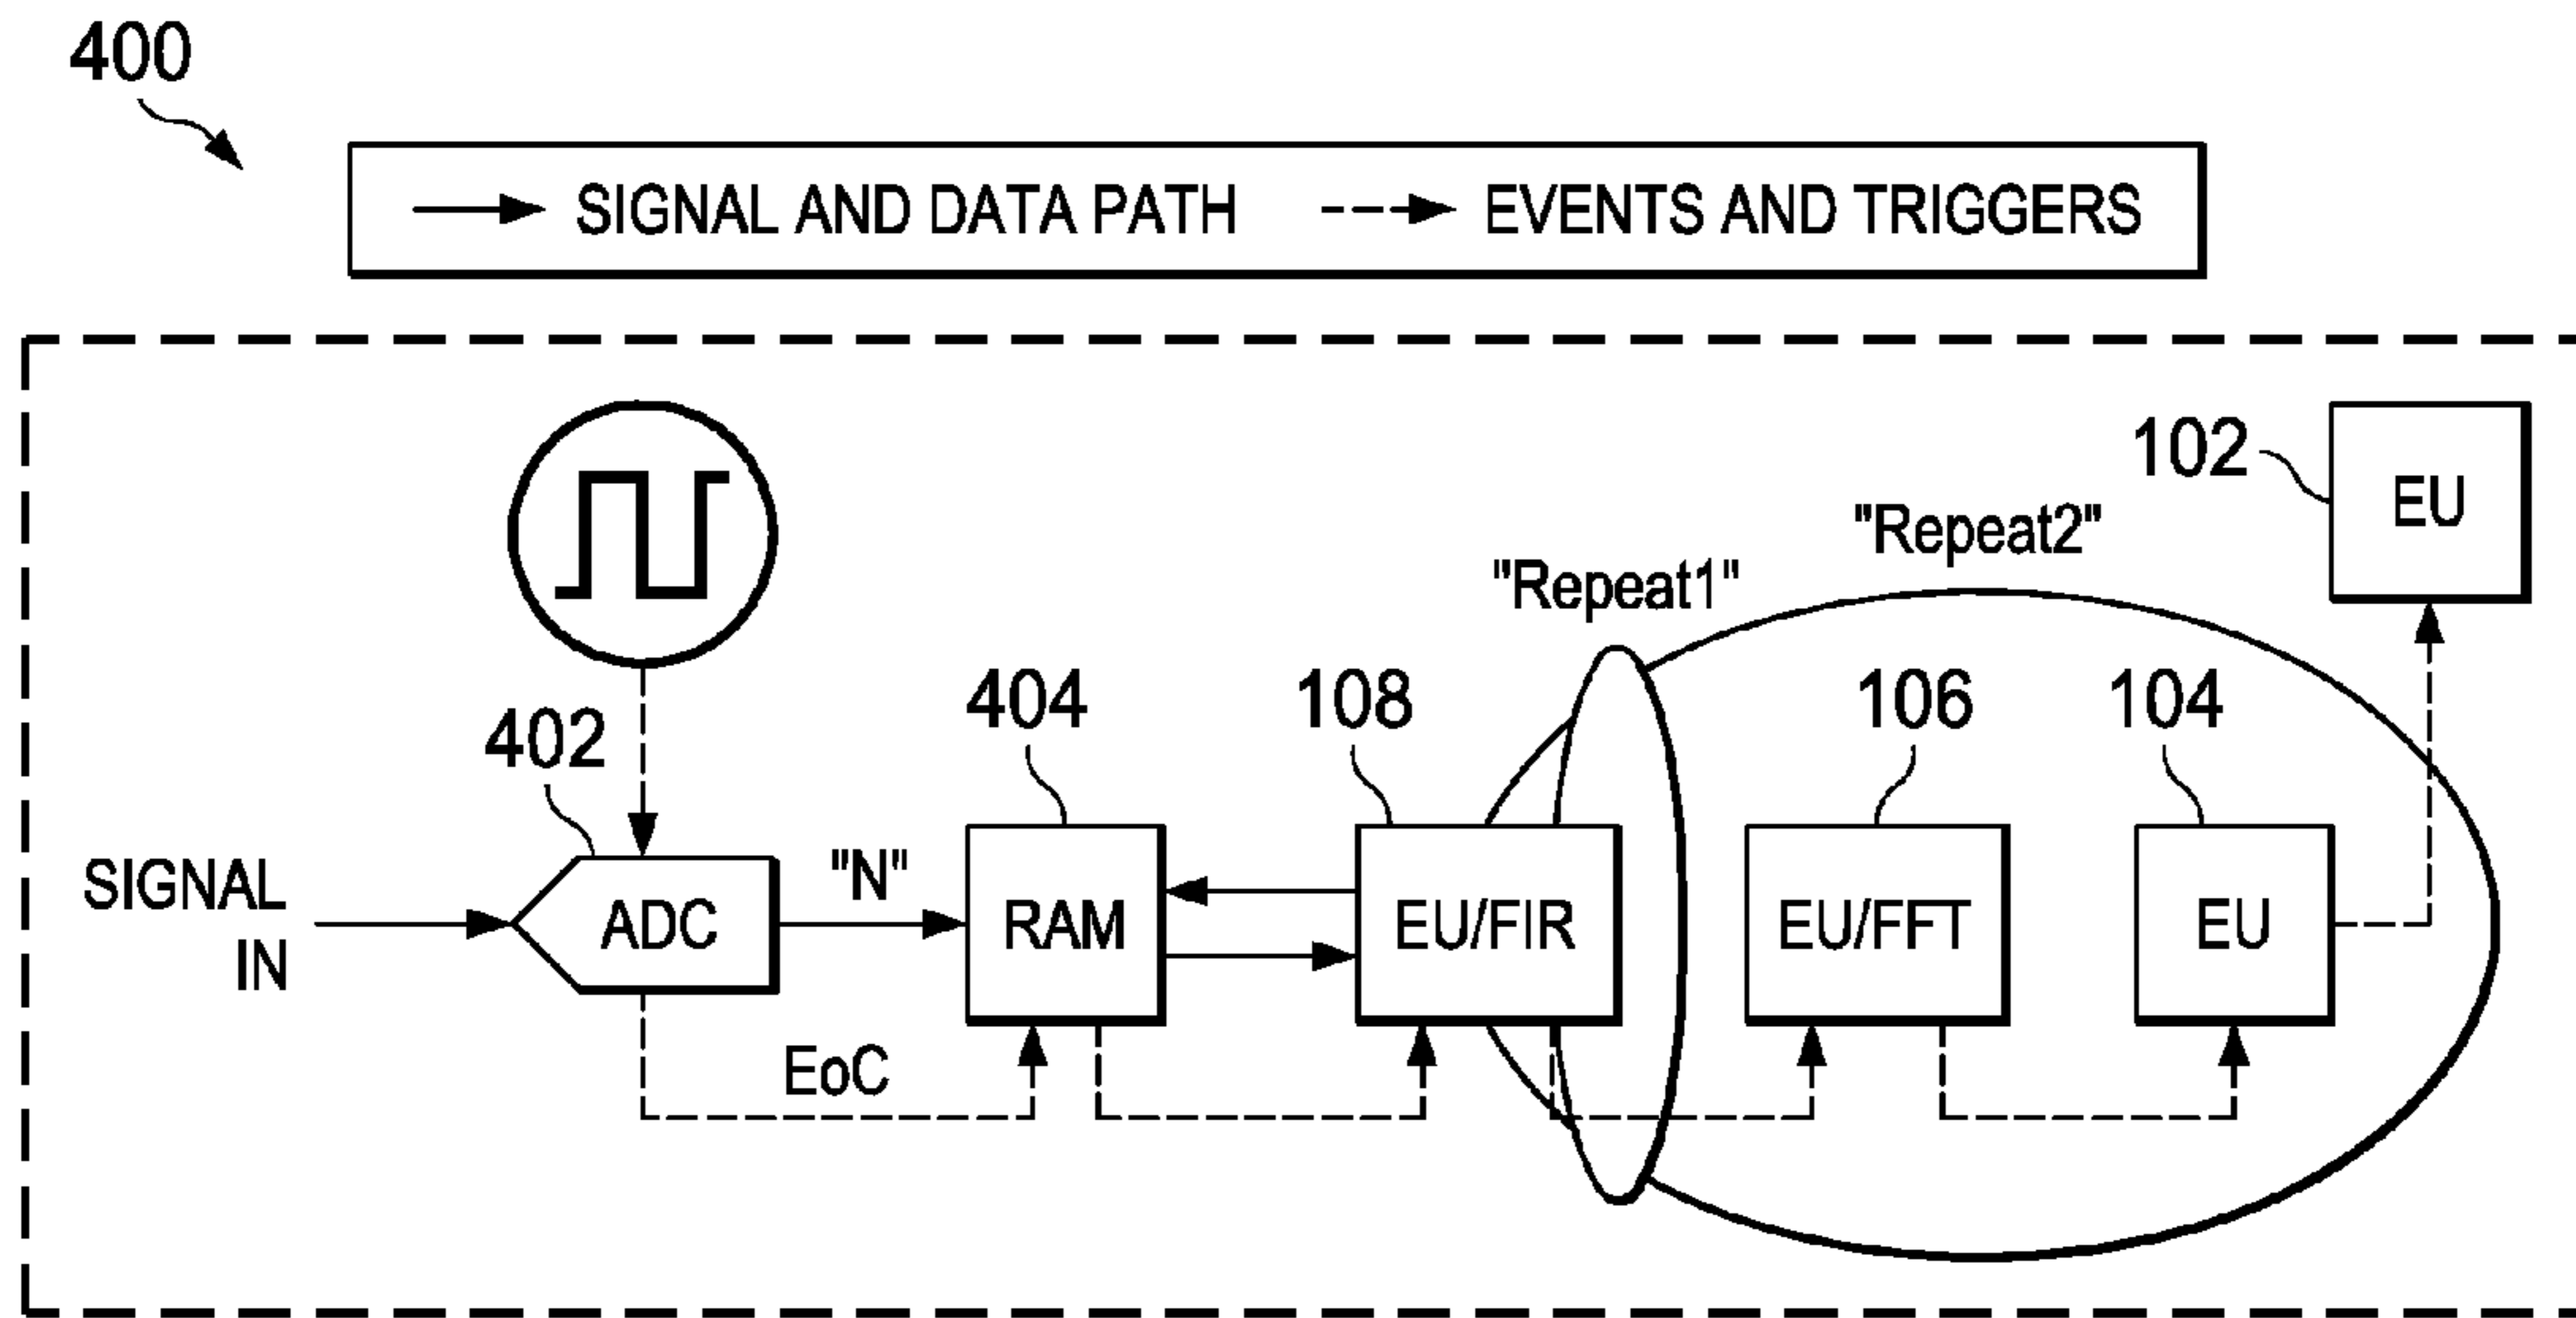 400
SIGNAL AND DATA PATH
EVENTS AND TRIGGERS
102
EU
"Repeat2"
"Repeat1"
404
108
106
104
402
SIGNAL
IN
ADC
"N"
RAM
EU/FIR
EU/FFT
EU
EoC